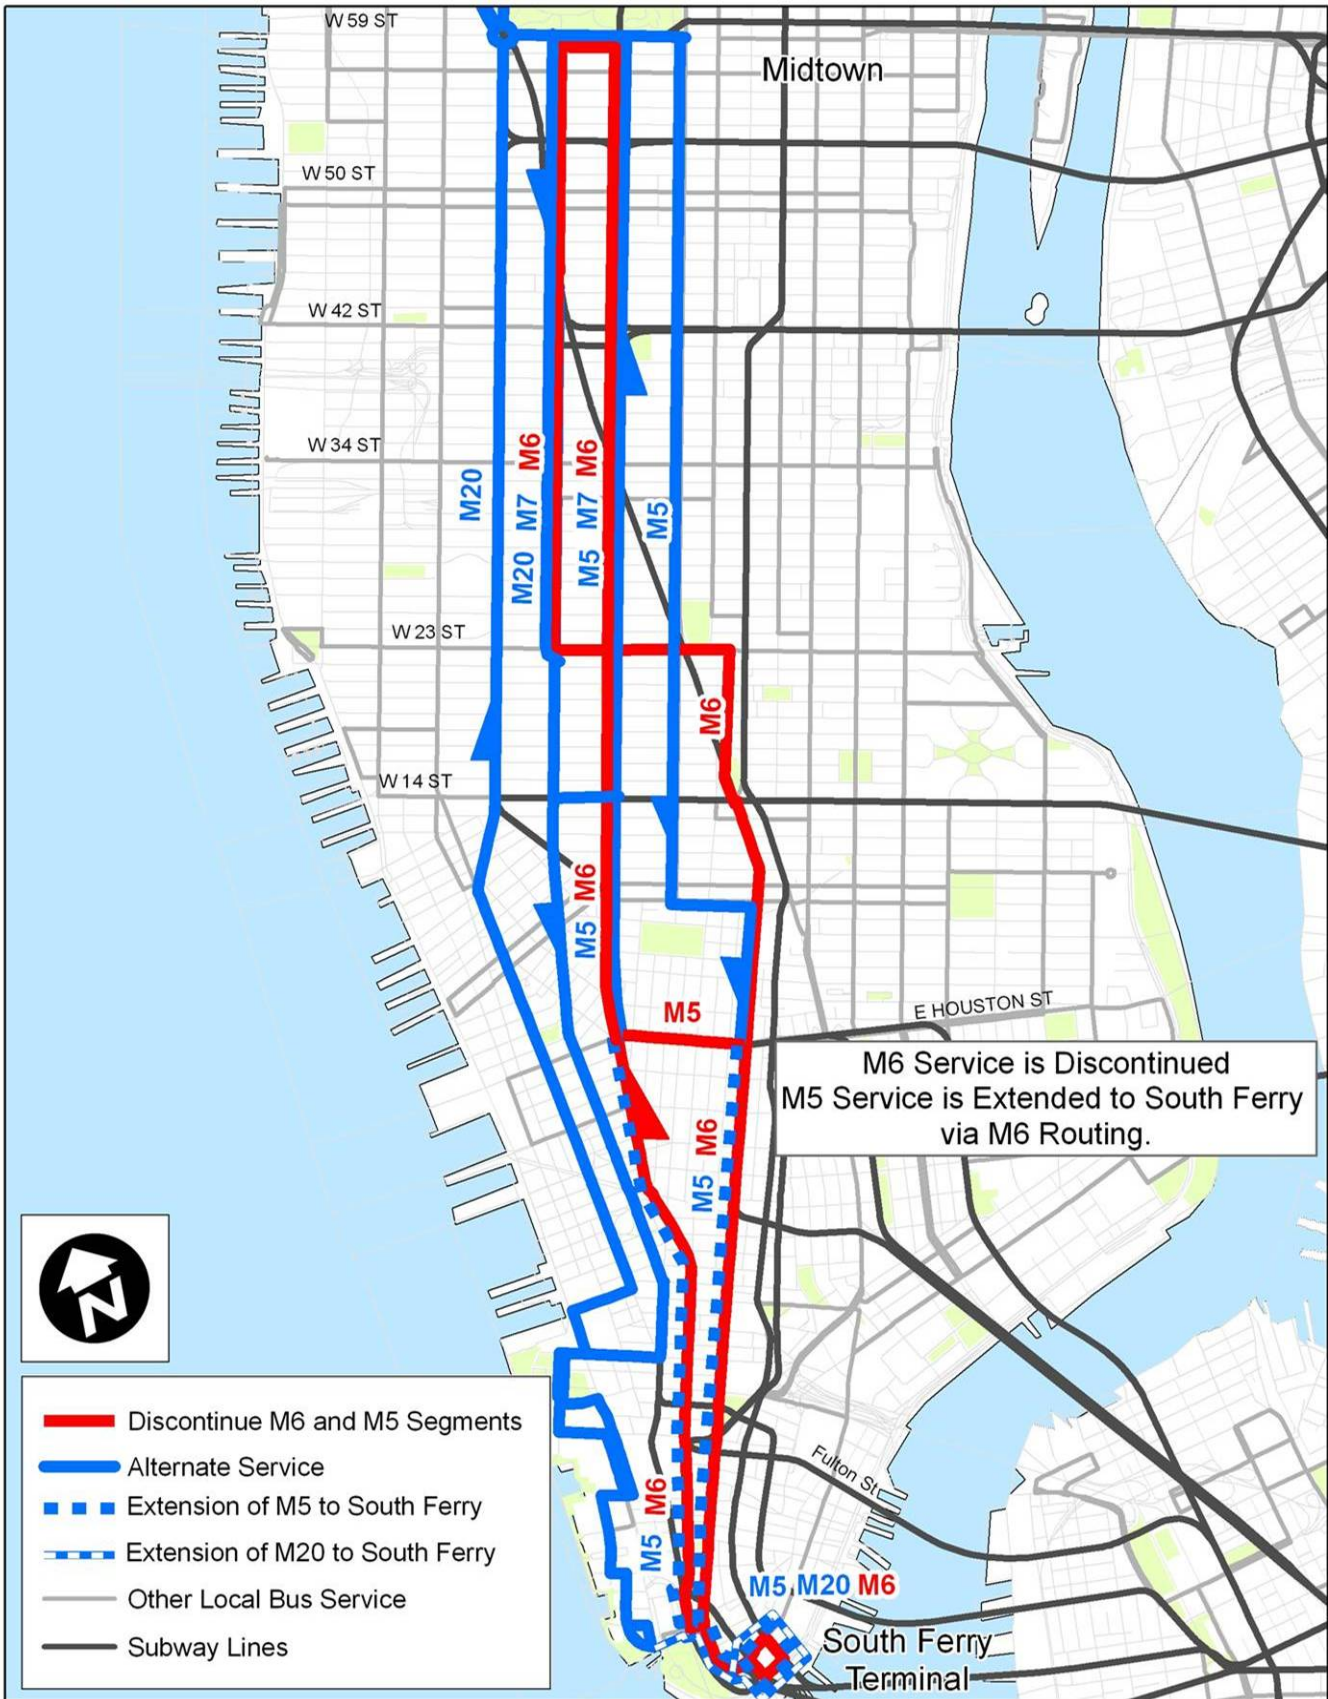 W 59 ST
Midtown
W 50 ST
W 42 ST
W 34 ST
M20
M20 M7 M6
M5 M7 M6
M5
W 23 ST
M6
W 14 ST
M5 M6
M5
E HOUSTON ST
M6 Service is Discontinued
M5 Service is Extended to South Ferry
via M6 Routing.
M5 M6
N
Discontinue M6 and M5 Segments
Alternate Service
Extension of M5 to South Ferry
Extension of M20 to South Ferry
Other Local Bus Service
Subway Lines
Fulton St
M5 M6
M5 M20 M6
South Ferry
Terminal